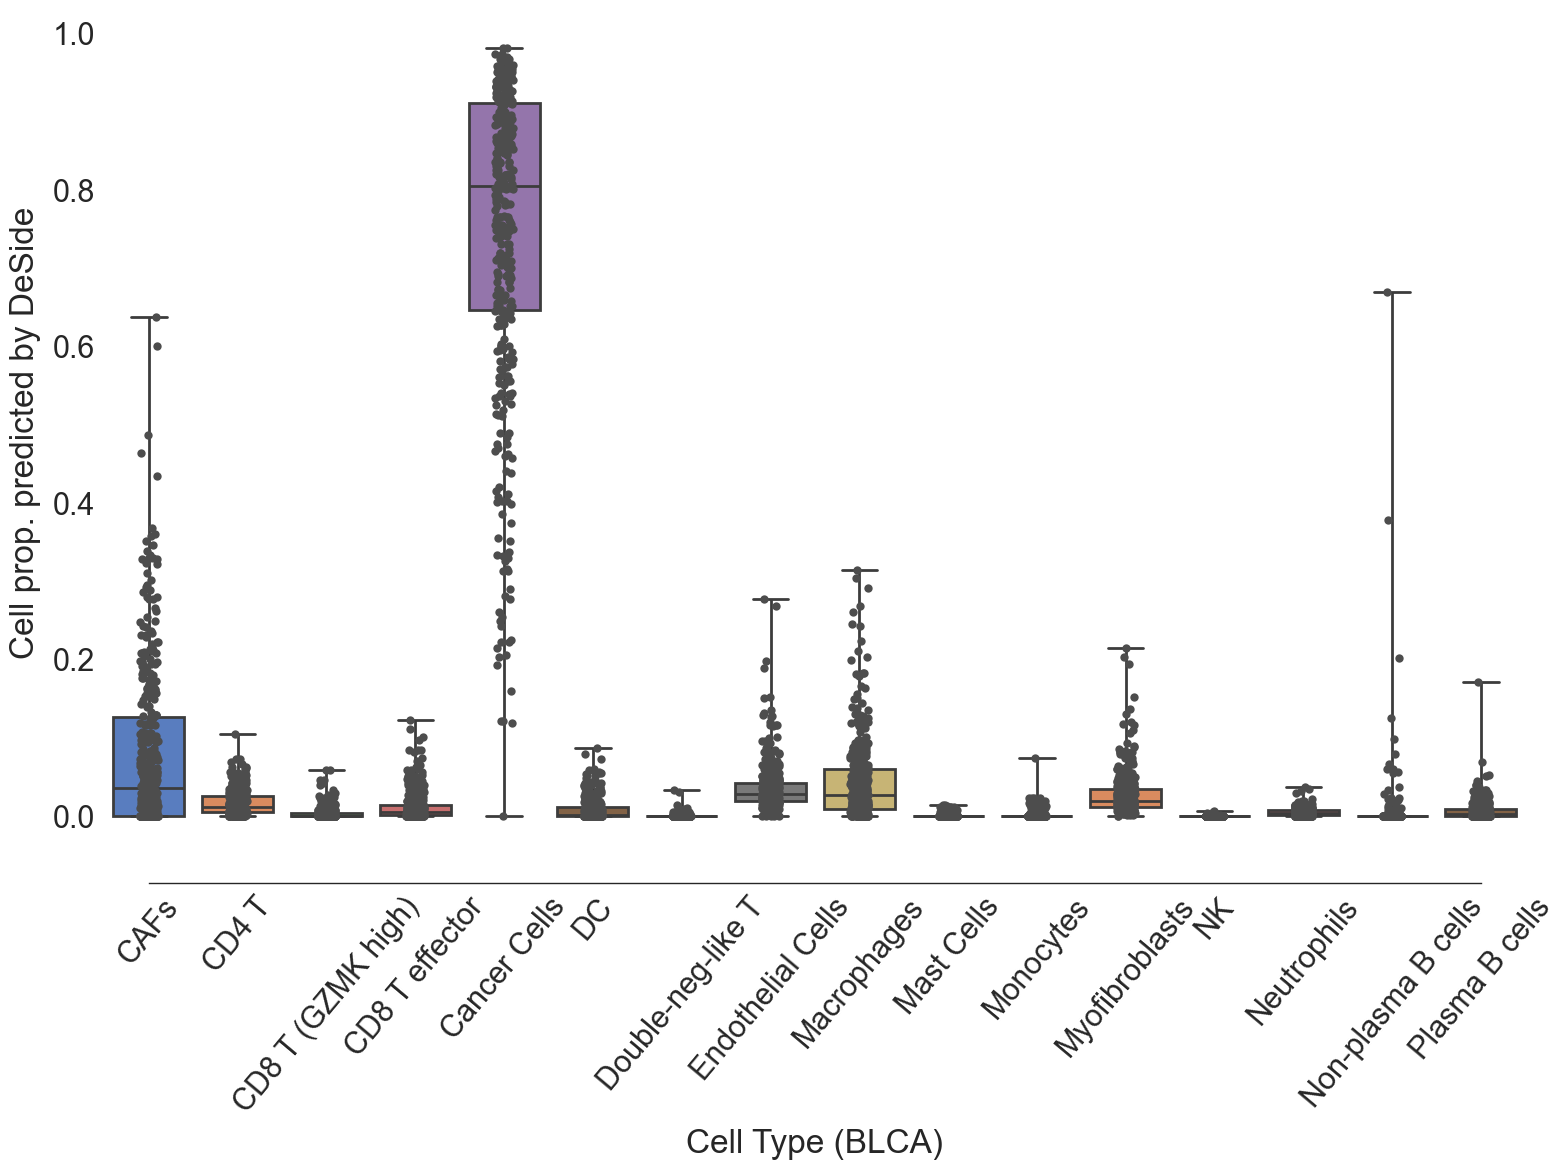 1.0
0.8
0.6
0.4
0.2
0.0
Cell prop. predicted by DeSide
CAFs
CD4 T
CD8 T (GZMK high)
CD8 T effector
Cancer Cells
DC
Double-neg-like T
Endothelial Cells
Macrophages
Mast Cells
Monocytes
Myofibroblasts
NK
Neutrophils
Non-plasma B cells
Plasma B cells
Cell Type (BLCA)